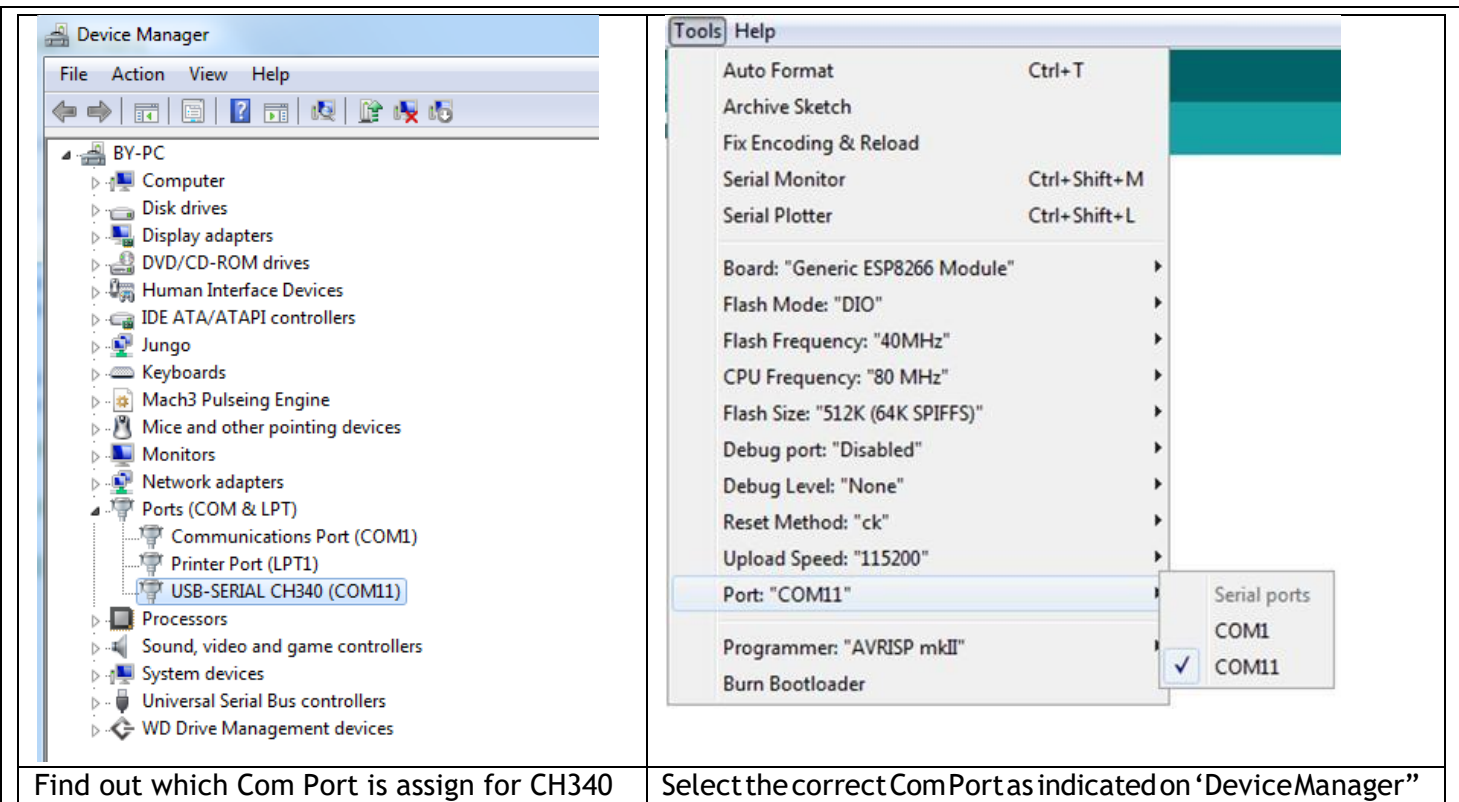 Device Manager
File Action View Help
BY-PC
Computer
Disk drives
Display adapters
DVD/CD-ROM drives
Human Interface Devices
IDE ATA/ATAPI controllers
Jungo
Keyboards
Mach3 Pulseing Engine
Mice and other pointing devices
Monitors
Network adapters
Ports (COM & LPT)
Communications Port (COM1)
Printer Port (LPT1)
USB-SERIAL CH340 (COM11)
Processors
Sound, video and game controllers
System devices
Universal Serial Bus controllers
WD Drive Management devices
Find out which Com Port is assign for CH340
Tools Help
Auto Format Ctrl+T
Archive Sketch
Fix Encoding & Reload
Serial Monitor Ctrl+Shift+M
Serial Plotter Ctrl+Shift+L
Board: "Generic ESP8266 Module"
Flash Mode: "DIO"
Flash Frequency: "40MHz"
CPU Frequency: "80 MHz"
Flash Size: "512K (64K SPIFFS)"
Debug port: "Disabled"
Debug Level: "None"
Reset Method: "ck"
Upload Speed: "115200"
Port: "COM11"
Serial ports
COM1
COM11
Programmer: "AVRISP mkII"
Burn Bootloader
Select the correct Com Port as indicated on ‘Device Manager”